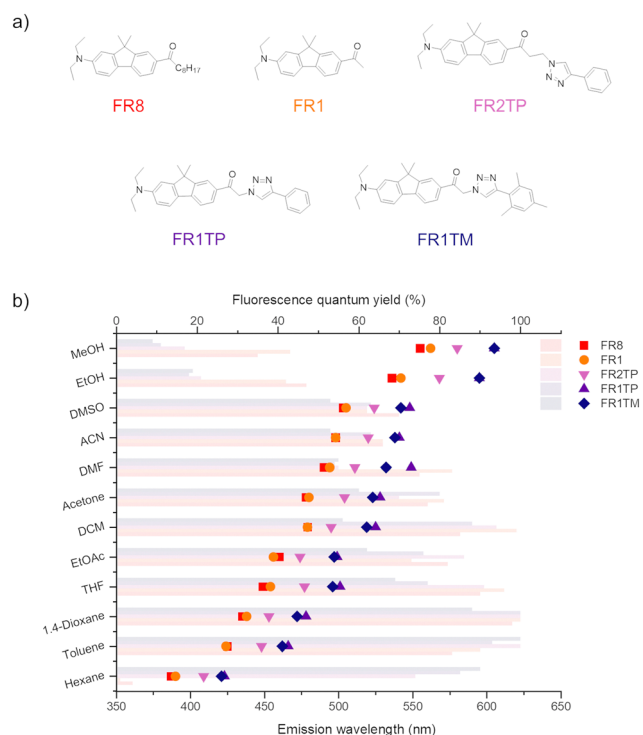 a)
N
O
C8H17
FR8
N
O
FR1
N
O
N
N=N
FR2TP
N
O
N=N
N
FR1TP
N
O
N=N
N
FR1TM
b)
Fluorescence quantum yield (%)
0 20 40 60 80 100
MeOH
EtOH
DMSO
ACN
DMF
Acetone
DCM
EtOAc
THF
1.4-Dioxane
Toluene
Hexane
FR8
FR1
FR2TP
FR1TP
FR1TM
350 400 450 500 550 600 650
Emission wavelength (nm)